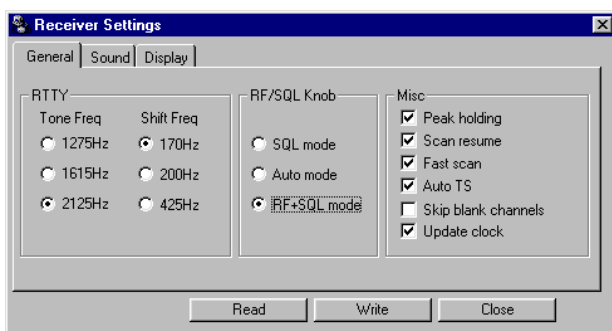 Receiver Settings
General Sound Display
RTTY
Tone Freq Shift Freq
1275Hz 170Hz
1615Hz 200Hz
2125Hz 425Hz
RF/SQL Knob
SQL mode
Auto mode
RF+SQL mode
Misc
Peak holding
Scan resume
Fast scan
Auto TS
Skip blank channels
Update clock
Read Write Close